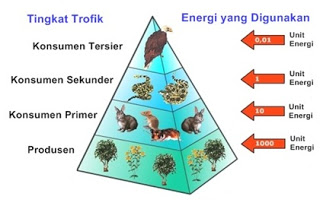 Tingkat Trofik
Energi yang Digunakan
Konsumen Tersier
0,01
Unit
Energi
Konsumen Sekunder
1
Unit
Energi
Konsumen Primer
10
Unit
Energi
Produsen
1000
Unit
Energi